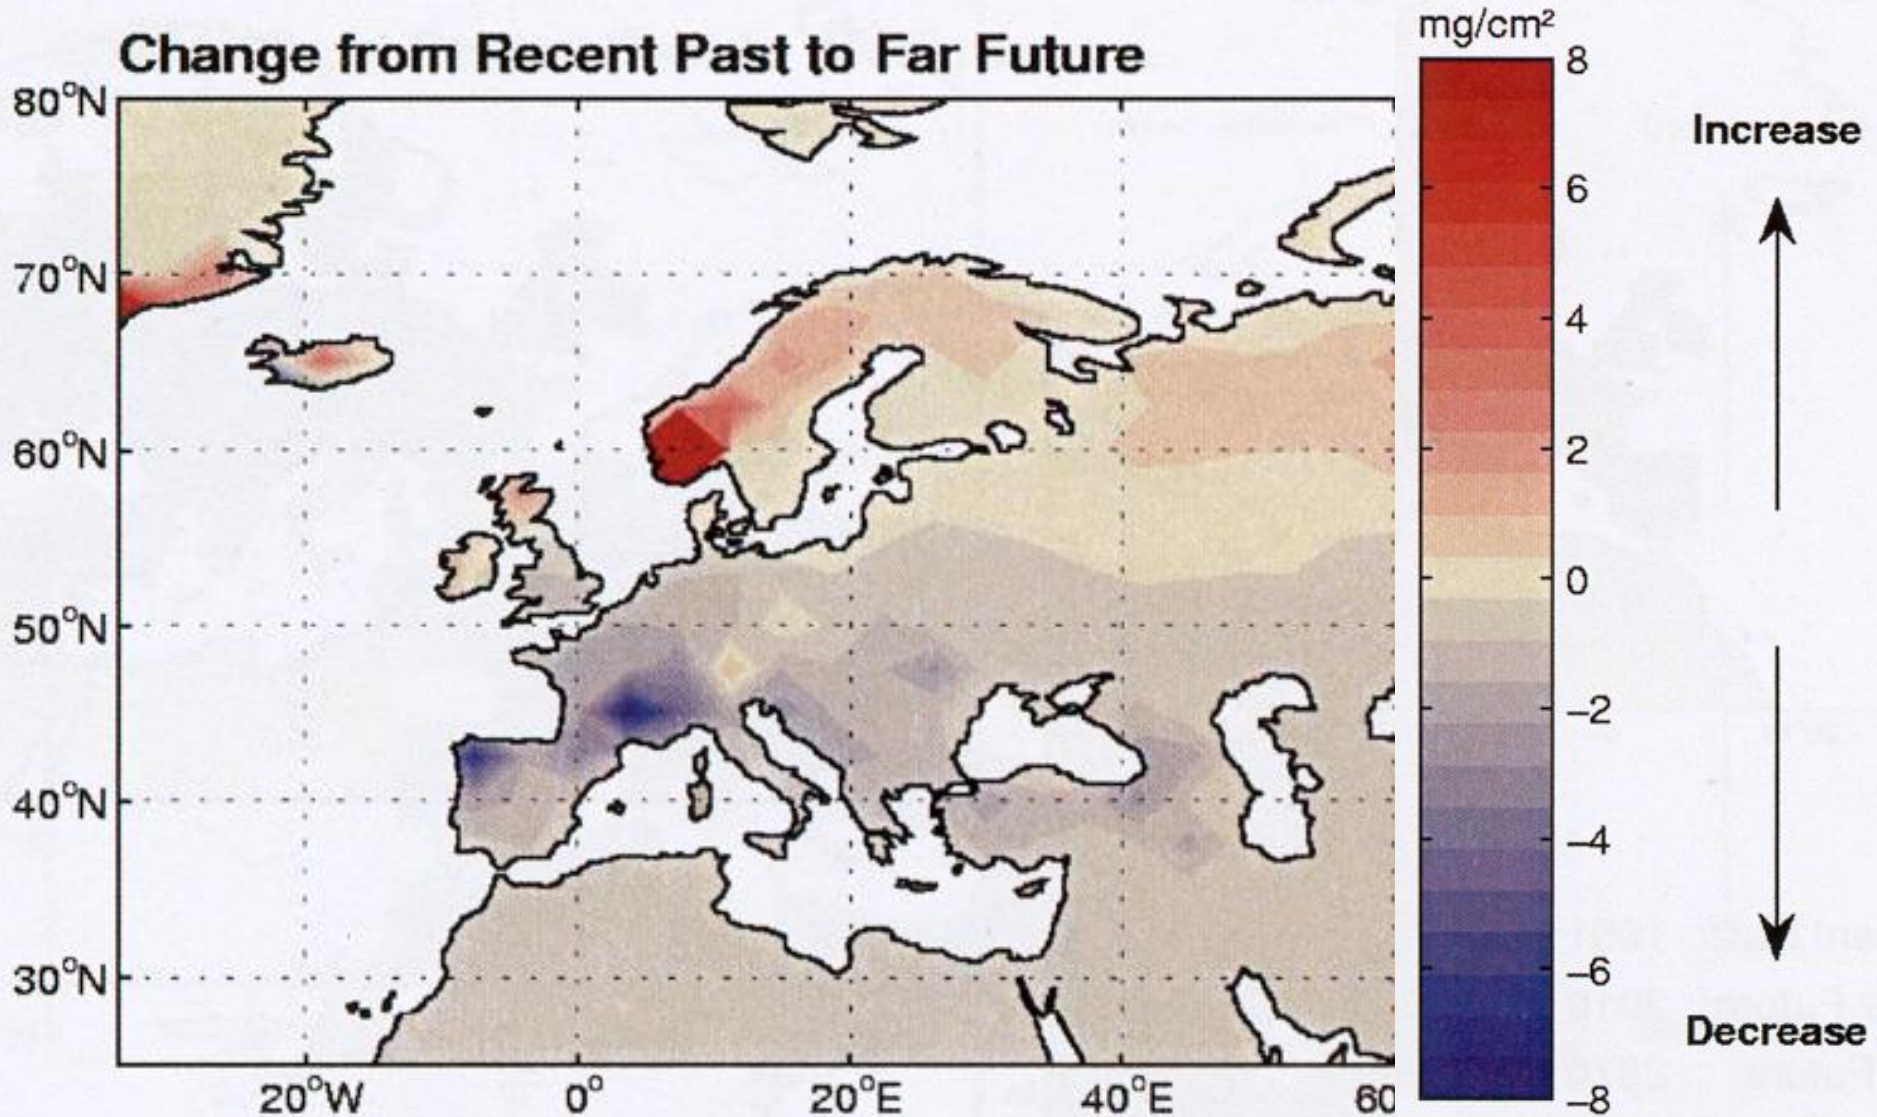 Change from Recent Past to Far Future
mg/cm²
80°N
70°N
60°N
50°N
40°N
30°N
20°W
0°
20°E
40°E
60
8
6
4
2
0
−2
−4
−6
−8
Increase
Decrease